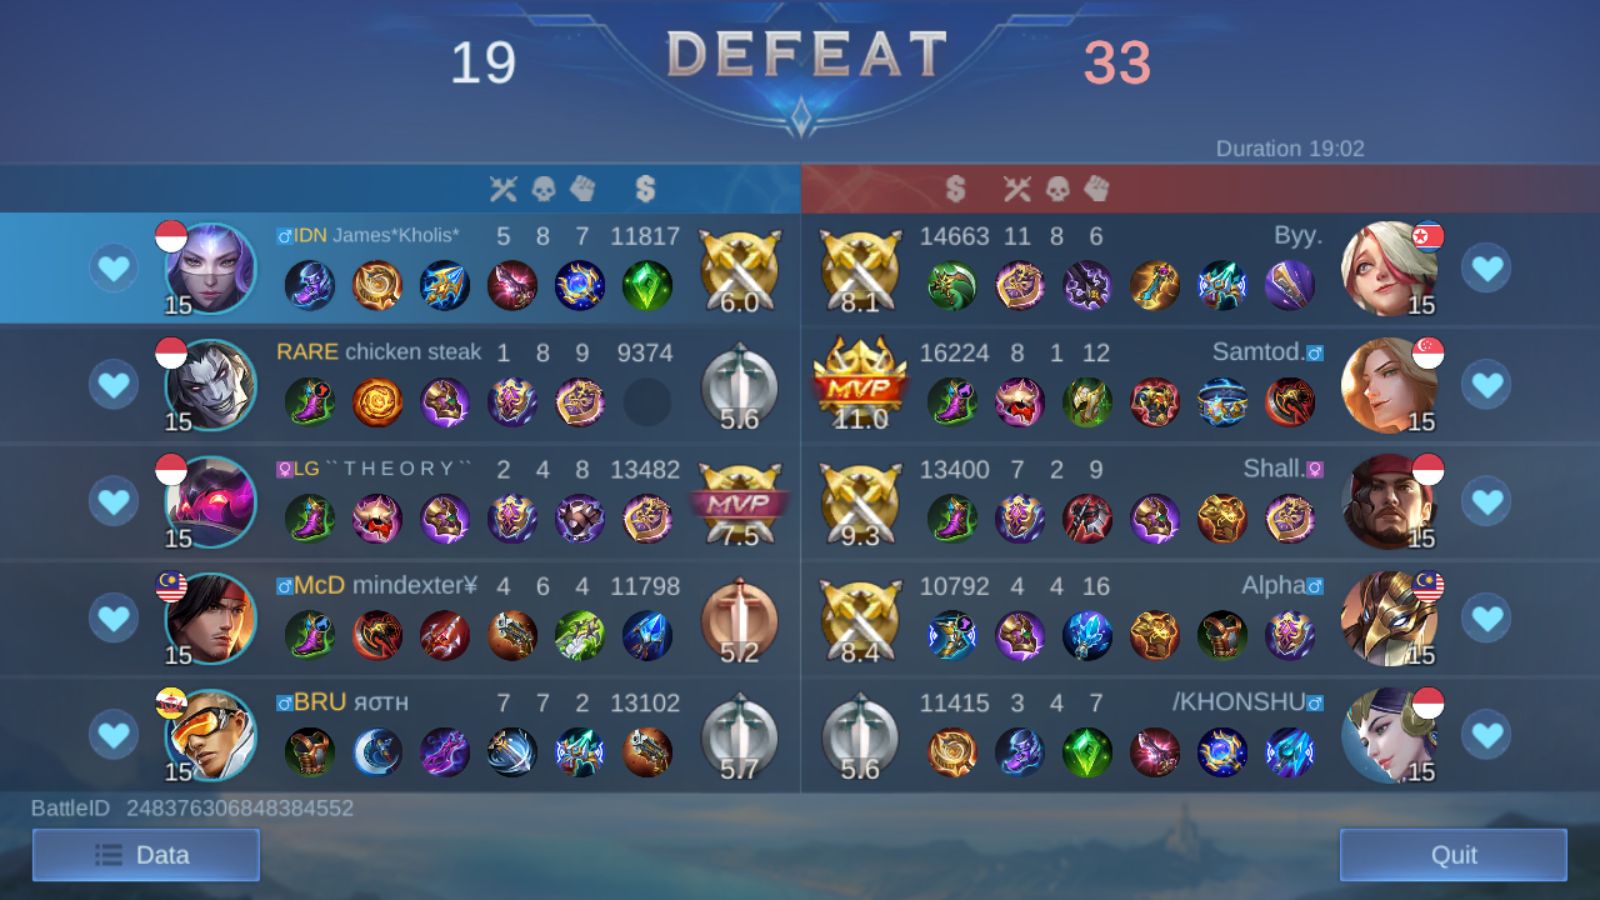 19 DEFEAT 33
Duration 19:02
IDN James*Kholis* 5 8 7 11817
15 6.0
14663 11 8 6 Byy.
8.1 15
RARE chicken steak 1 8 9 9374
15 5.6
16224 8 1 12 Samtod.
MVP
11.0 15
LG `` T H E O R Y `` 2 4 8 13482
MVP
15 7.5
13400 7 2 9 Shall.
9.3 15
McD mindexter¥ 4 6 4 11798
15 5.2
10792 4 4 16 Alpha
8.4 15
BRU яσтн 7 7 2 13102
15 5.7
11415 3 4 7 /KHONSHU
5.6 15
BattleID 248376306848384552
Data
Quit